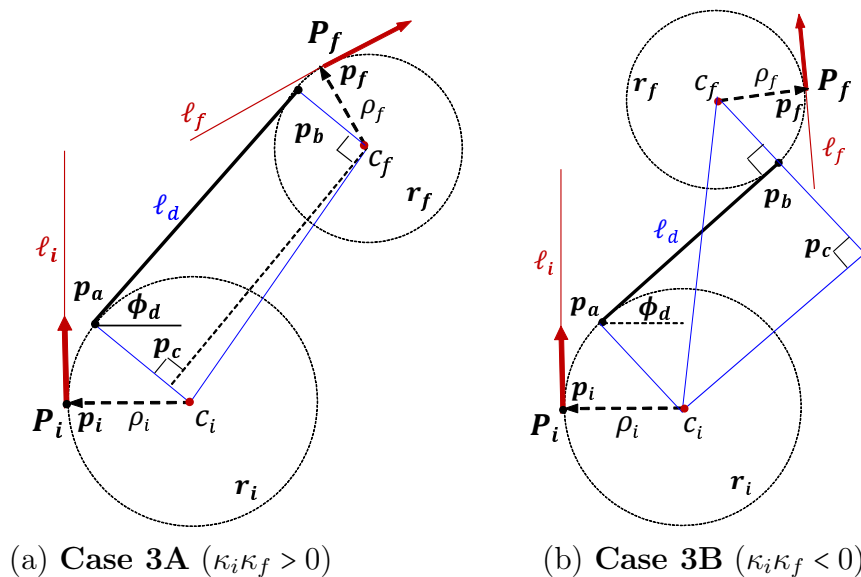 P_f
p_f
ℓ_f
ρ_f
p_b
c_f
r_f
ℓ_d
ℓ_i
p_a
ϕ_d
p_c
P_i
p_i
ρ_i
c_i
r_i
(a) Case 3A (κ_iκ_f > 0)
r_f
c_f
ρ_f
P_f
p_f
ℓ_f
p_b
ℓ_d
ℓ_i
p_c
p_a
ϕ_d
p_i
P_i
ρ_i
c_i
r_i
(b) Case 3B (κ_iκ_f < 0)